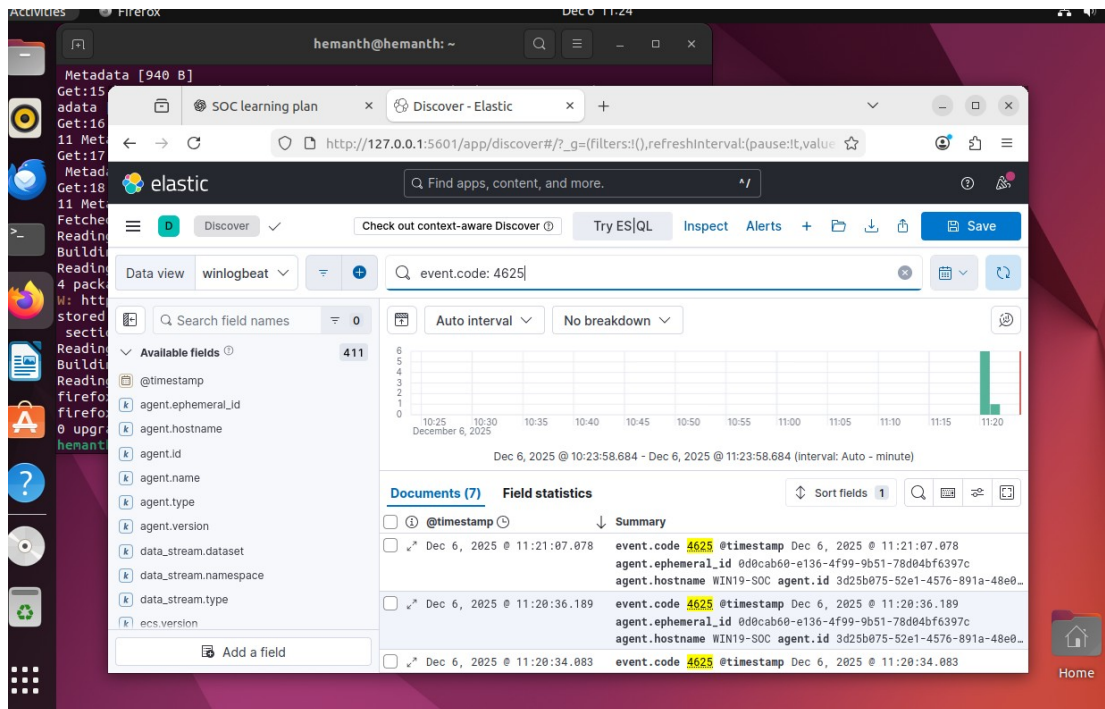 Activities
Firefox
Dec 6 11:24
hemanth@hemanth: ~
Metadata [940 B]
Get:15
adata
Get:16
11 Meta
Get:17
Metada
Get:18
11 Meta
Fetche
Reading
Buildin
Reading
4 packa
W: htt
stored
sectio
Reading
Buildin
Reading
firefox
firefox
0 upgra
hemanth
SOC learning plan
Discover - Elastic
http://127.0.0.1:5601/app/discover#/?_g=(filters:!(),refreshInterval:(pause:!t,value
elastic
Find apps, content, and more.
^/
D
Discover
Check out context-aware Discover
Try ES|QL
Inspect
Alerts
Save
Data view
winlogbeat
event.code: 4625
Search field names
0
Auto interval
No breakdown
Available fields
411
@timestamp
agent.ephemeral_id
agent.hostname
agent.id
agent.name
agent.type
agent.version
data_stream.dataset
data_stream.namespace
data_stream.type
ecs.version
Add a field
6
5
4
3
2
1
0
10:25 10:30 10:35 10:40 10:45 10:50 10:55 11:00 11:05 11:10 11:15 11:20
December 6, 2025
Dec 6, 2025 @ 10:23:58.684 - Dec 6, 2025 @ 11:23:58.684 (interval: Auto - minute)
Documents (7)
Field statistics
Sort fields 1
@timestamp
Summary
Dec 6, 2025 @ 11:21:07.078 event.code 4625 @timestamp Dec 6, 2025 @ 11:21:07.078
agent.ephemeral_id 0d0cab60-e136-4f99-9b51-78d04bf6397c
agent.hostname WIN19-SOC agent.id 3d25b075-52e1-4576-891a-48e0…
Dec 6, 2025 @ 11:20:36.189 event.code 4625 @timestamp Dec 6, 2025 @ 11:20:36.189
agent.ephemeral_id 0d0cab60-e136-4f99-9b51-78d04bf6397c
agent.hostname WIN19-SOC agent.id 3d25b075-52e1-4576-891a-48e0…
Dec 6, 2025 @ 11:20:34.083 event.code 4625 @timestamp Dec 6, 2025 @ 11:20:34.083
Home